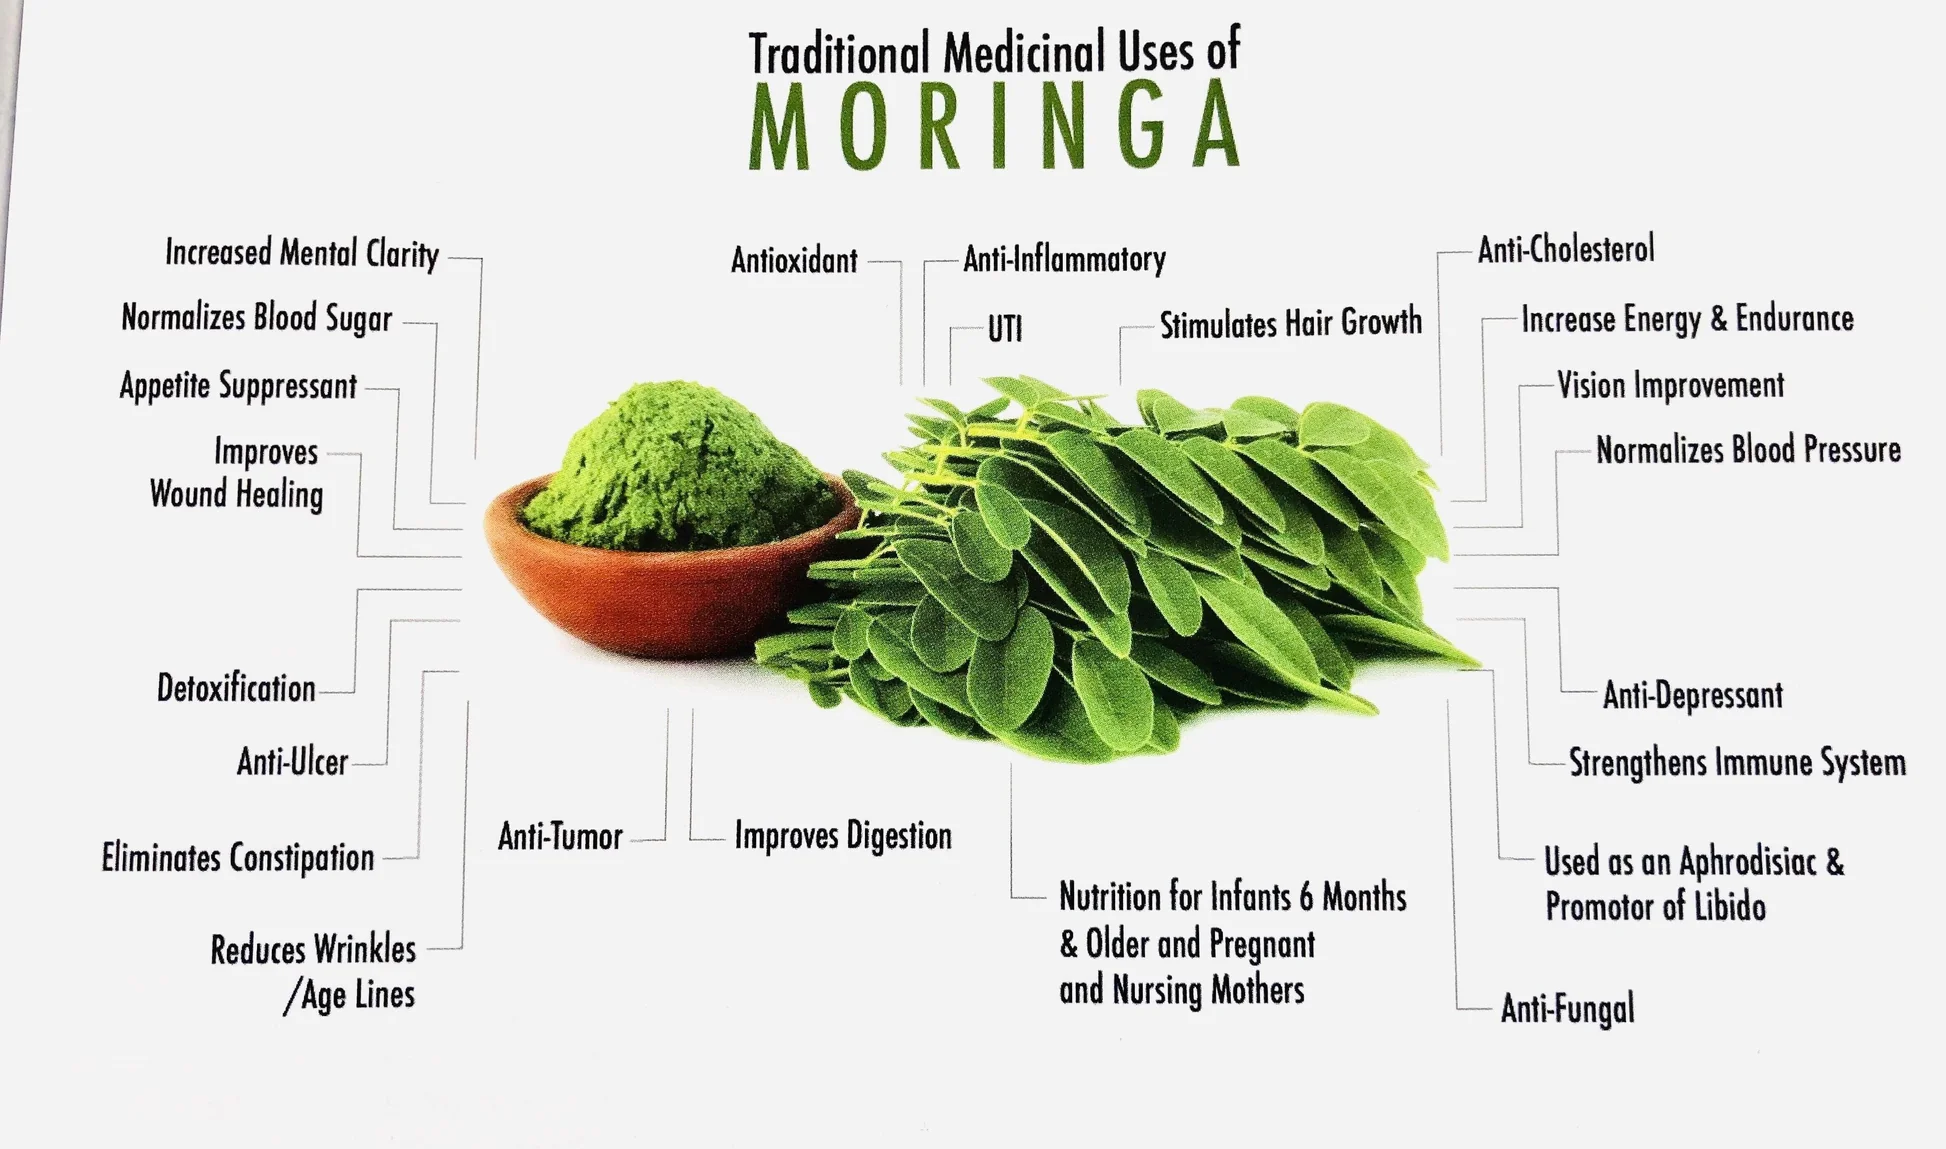 Traditional Medicinal Uses of
MORINGA
Increased Mental Clarity
Normalizes Blood Sugar
Appetite Suppressant
Improves
Wound Healing
Detoxification
Anti-Ulcer
Eliminates Constipation
Reduces Wrinkles
/Age Lines
Antioxidant
Anti-Inflammatory
UTI
Stimulates Hair Growth
Anti-Tumor
Improves Digestion
Nutrition for Infants 6 Months
& Older and Pregnant
and Nursing Mothers
Anti-Cholesterol
Increase Energy & Endurance
Vision Improvement
Normalizes Blood Pressure
Anti-Depressant
Strengthens Immune System
Used as an Aphrodisiac &
Promotor of Libido
Anti-Fungal